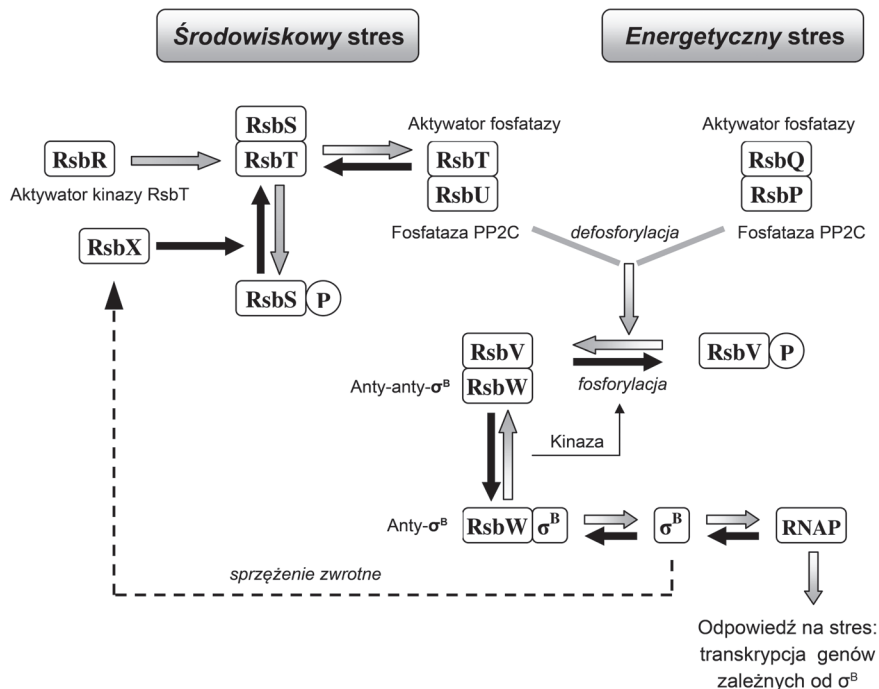 Środowiskowy stres
Energetyczny stres
RsbS
RsbT
RsbR
Aktywator kinazy RsbT
Aktywator fosfatazy
RsbT
RsbU
Fosfataza PP2C
Aktywator fosfatazy
RsbQ
RsbP
Fosfataza PP2C
defosforylacja
RsbX
RsbS P
RsbV
RsbW
Anty-anty-σᴮ
fosforylacja
RsbV P
Kinaza
Anty-σᴮ
RsbW σᴮ
σᴮ
RNAP
sprzężenie zwrotne
Odpowiedź na stres:
transkrypcja genów
zależnych od σᴮ